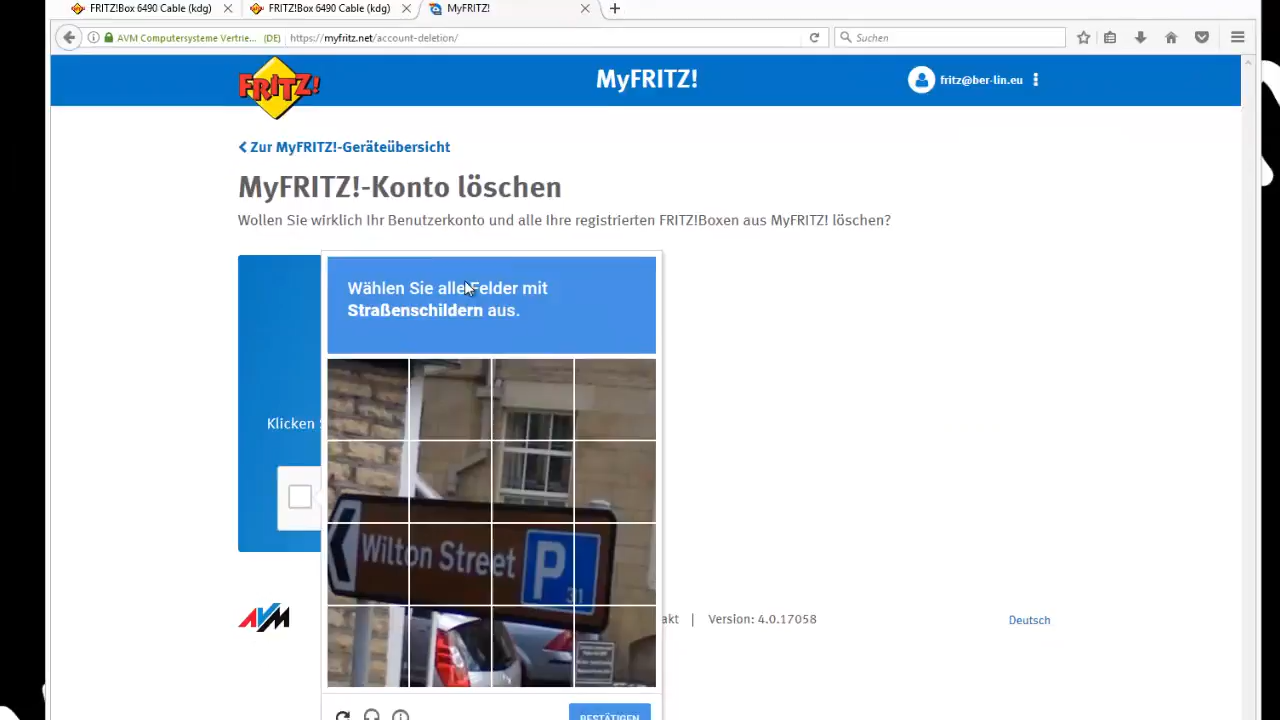 FRITZ!Box 6490 Cable (kdg)
FRITZ!Box 6490 Cable (kdg)
MyFRITZ!
AVM Computersysteme Vertrie... (DE)
https://myfritz.net/account-deletion/
Suchen
FRITZ!
MyFRITZ!
fritz@ber-lin.eu
Zur MyFRITZ!-Geräteübersicht
MyFRITZ!-Konto löschen
Wollen Sie wirklich Ihr Benutzerkonto und alle Ihre registrierten FRITZ!Boxen aus MyFRITZ! löschen?
Wählen Sie alle Felder mit
Straßenschildern aus.
Klicken
Wilton Street P
31
AVM
akt | Version: 4.0.17058
Deutsch
BESTÄTIGEN